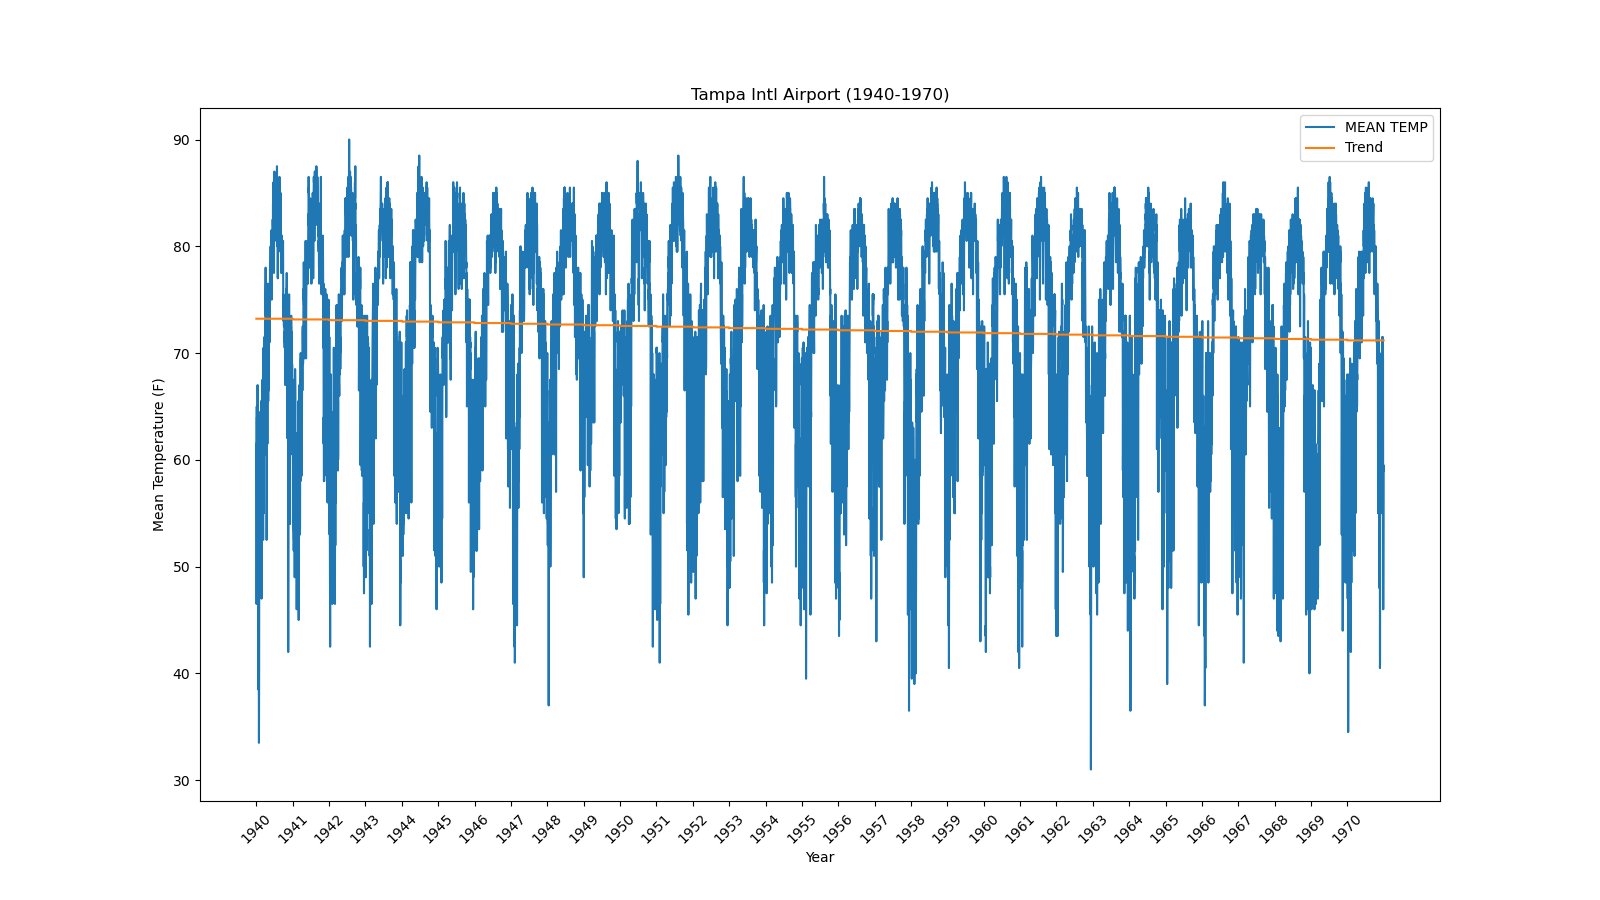 Tampa Intl Airport (1940-1970)
MEAN TEMP
Trend
90
80
70
60
50
40
30
Mean Temperature (F)
1940 1941 1942 1943 1944 1945 1946 1947 1948 1949 1950 1951 1952 1953 1954 1955 1956 1957 1958 1959 1960 1961 1962 1963 1964 1965 1966 1967 1968 1969 1970
Year